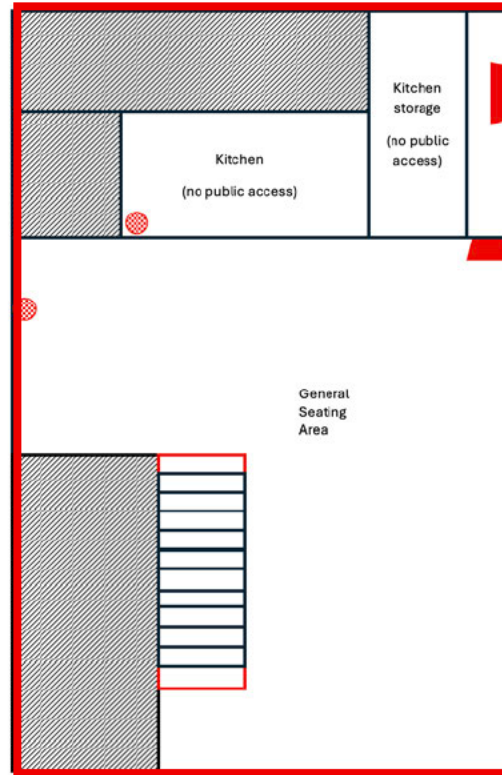 Kitchen
storage
(no public
access)
Kitchen
(no public access)
General
Seating
Area